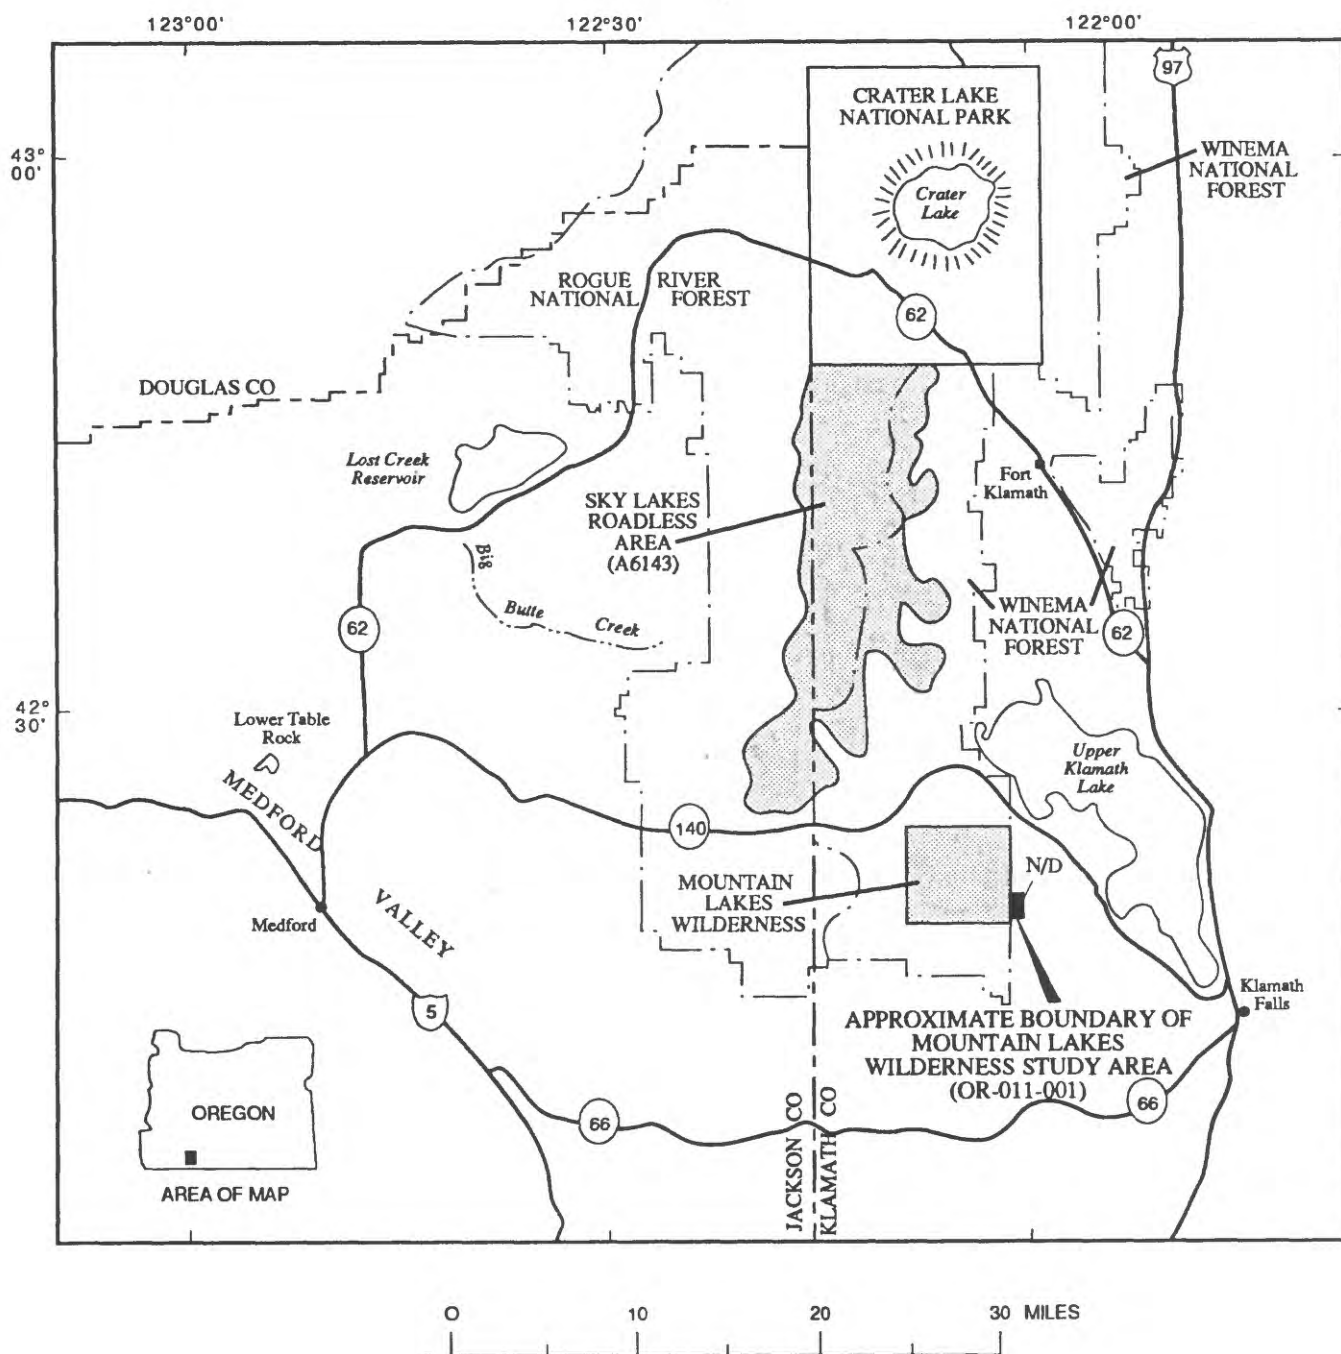 123°00'
122°30'
122°00'
97
CRATER LAKE
NATIONAL PARK
43°
00'
WINEMA
NATIONAL
FOREST
Crater
Lake
ROGUE RIVER
NATIONAL FOREST
62
DOUGLAS CO
Lost Creek
Reservoir
Fort
Klamath
SKY LAKES
ROADLESS
AREA
(A6143)
Big
Butte Creek
62
WINEMA
NATIONAL
FOREST
62
42°
30'
Lower Table
Rock
Upper
Klamath
Lake
MEDFORD
VALLEY
140
N/D
MOUNTAIN
LAKES
WILDERNESS
Medford
Klamath
Falls
5
APPROXIMATE BOUNDARY OF
MOUNTAIN LAKES
WILDERNESS STUDY AREA
(OR-011-001)
OREGON
66
66
JACKSON CO
KLAMATH CO
AREA OF MAP
0 10 20 30 MILES